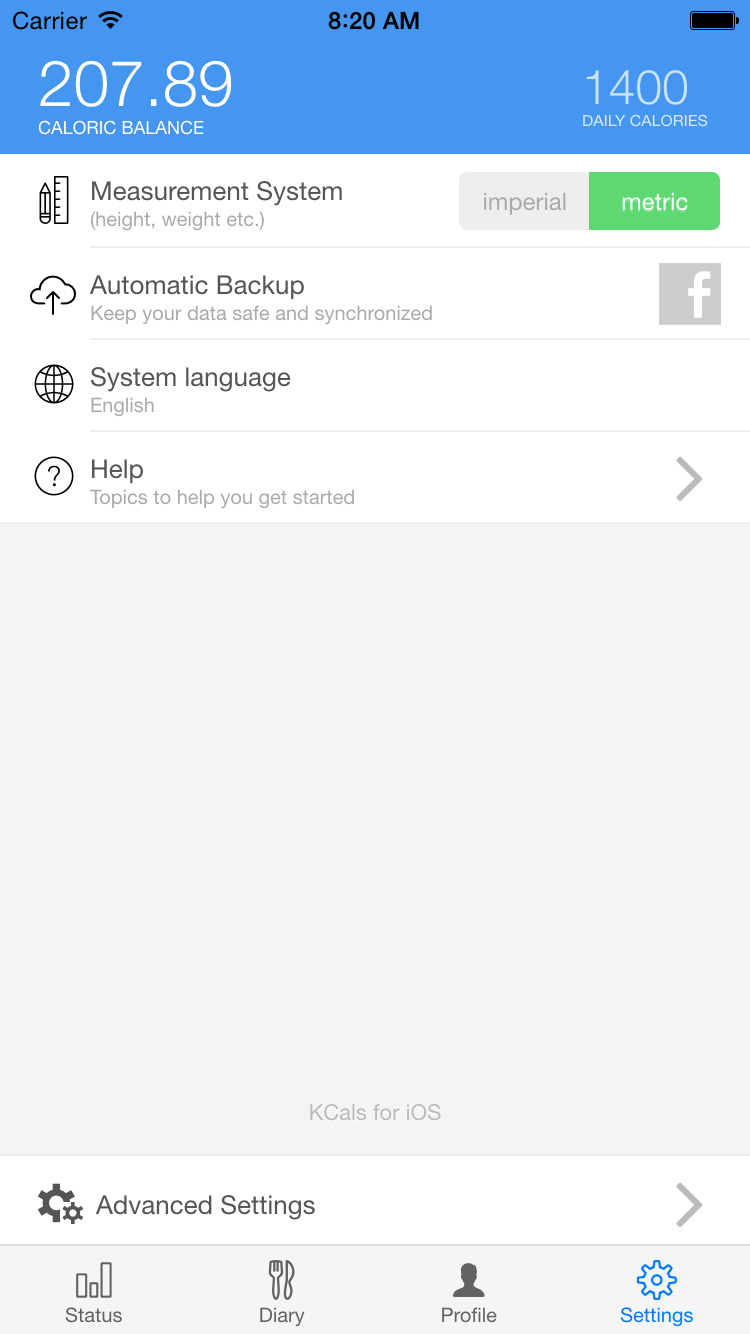 Carrier 8:20 AM
207.89
CALORIC BALANCE
1400
DAILY CALORIES
Measurement System
(height, weight etc.)
imperial metric
Automatic Backup
Keep your data safe and synchronized
f
System language
English
?
Help
Topics to help you get started
KCals for iOS
Advanced Settings
Status Diary Profile Settings